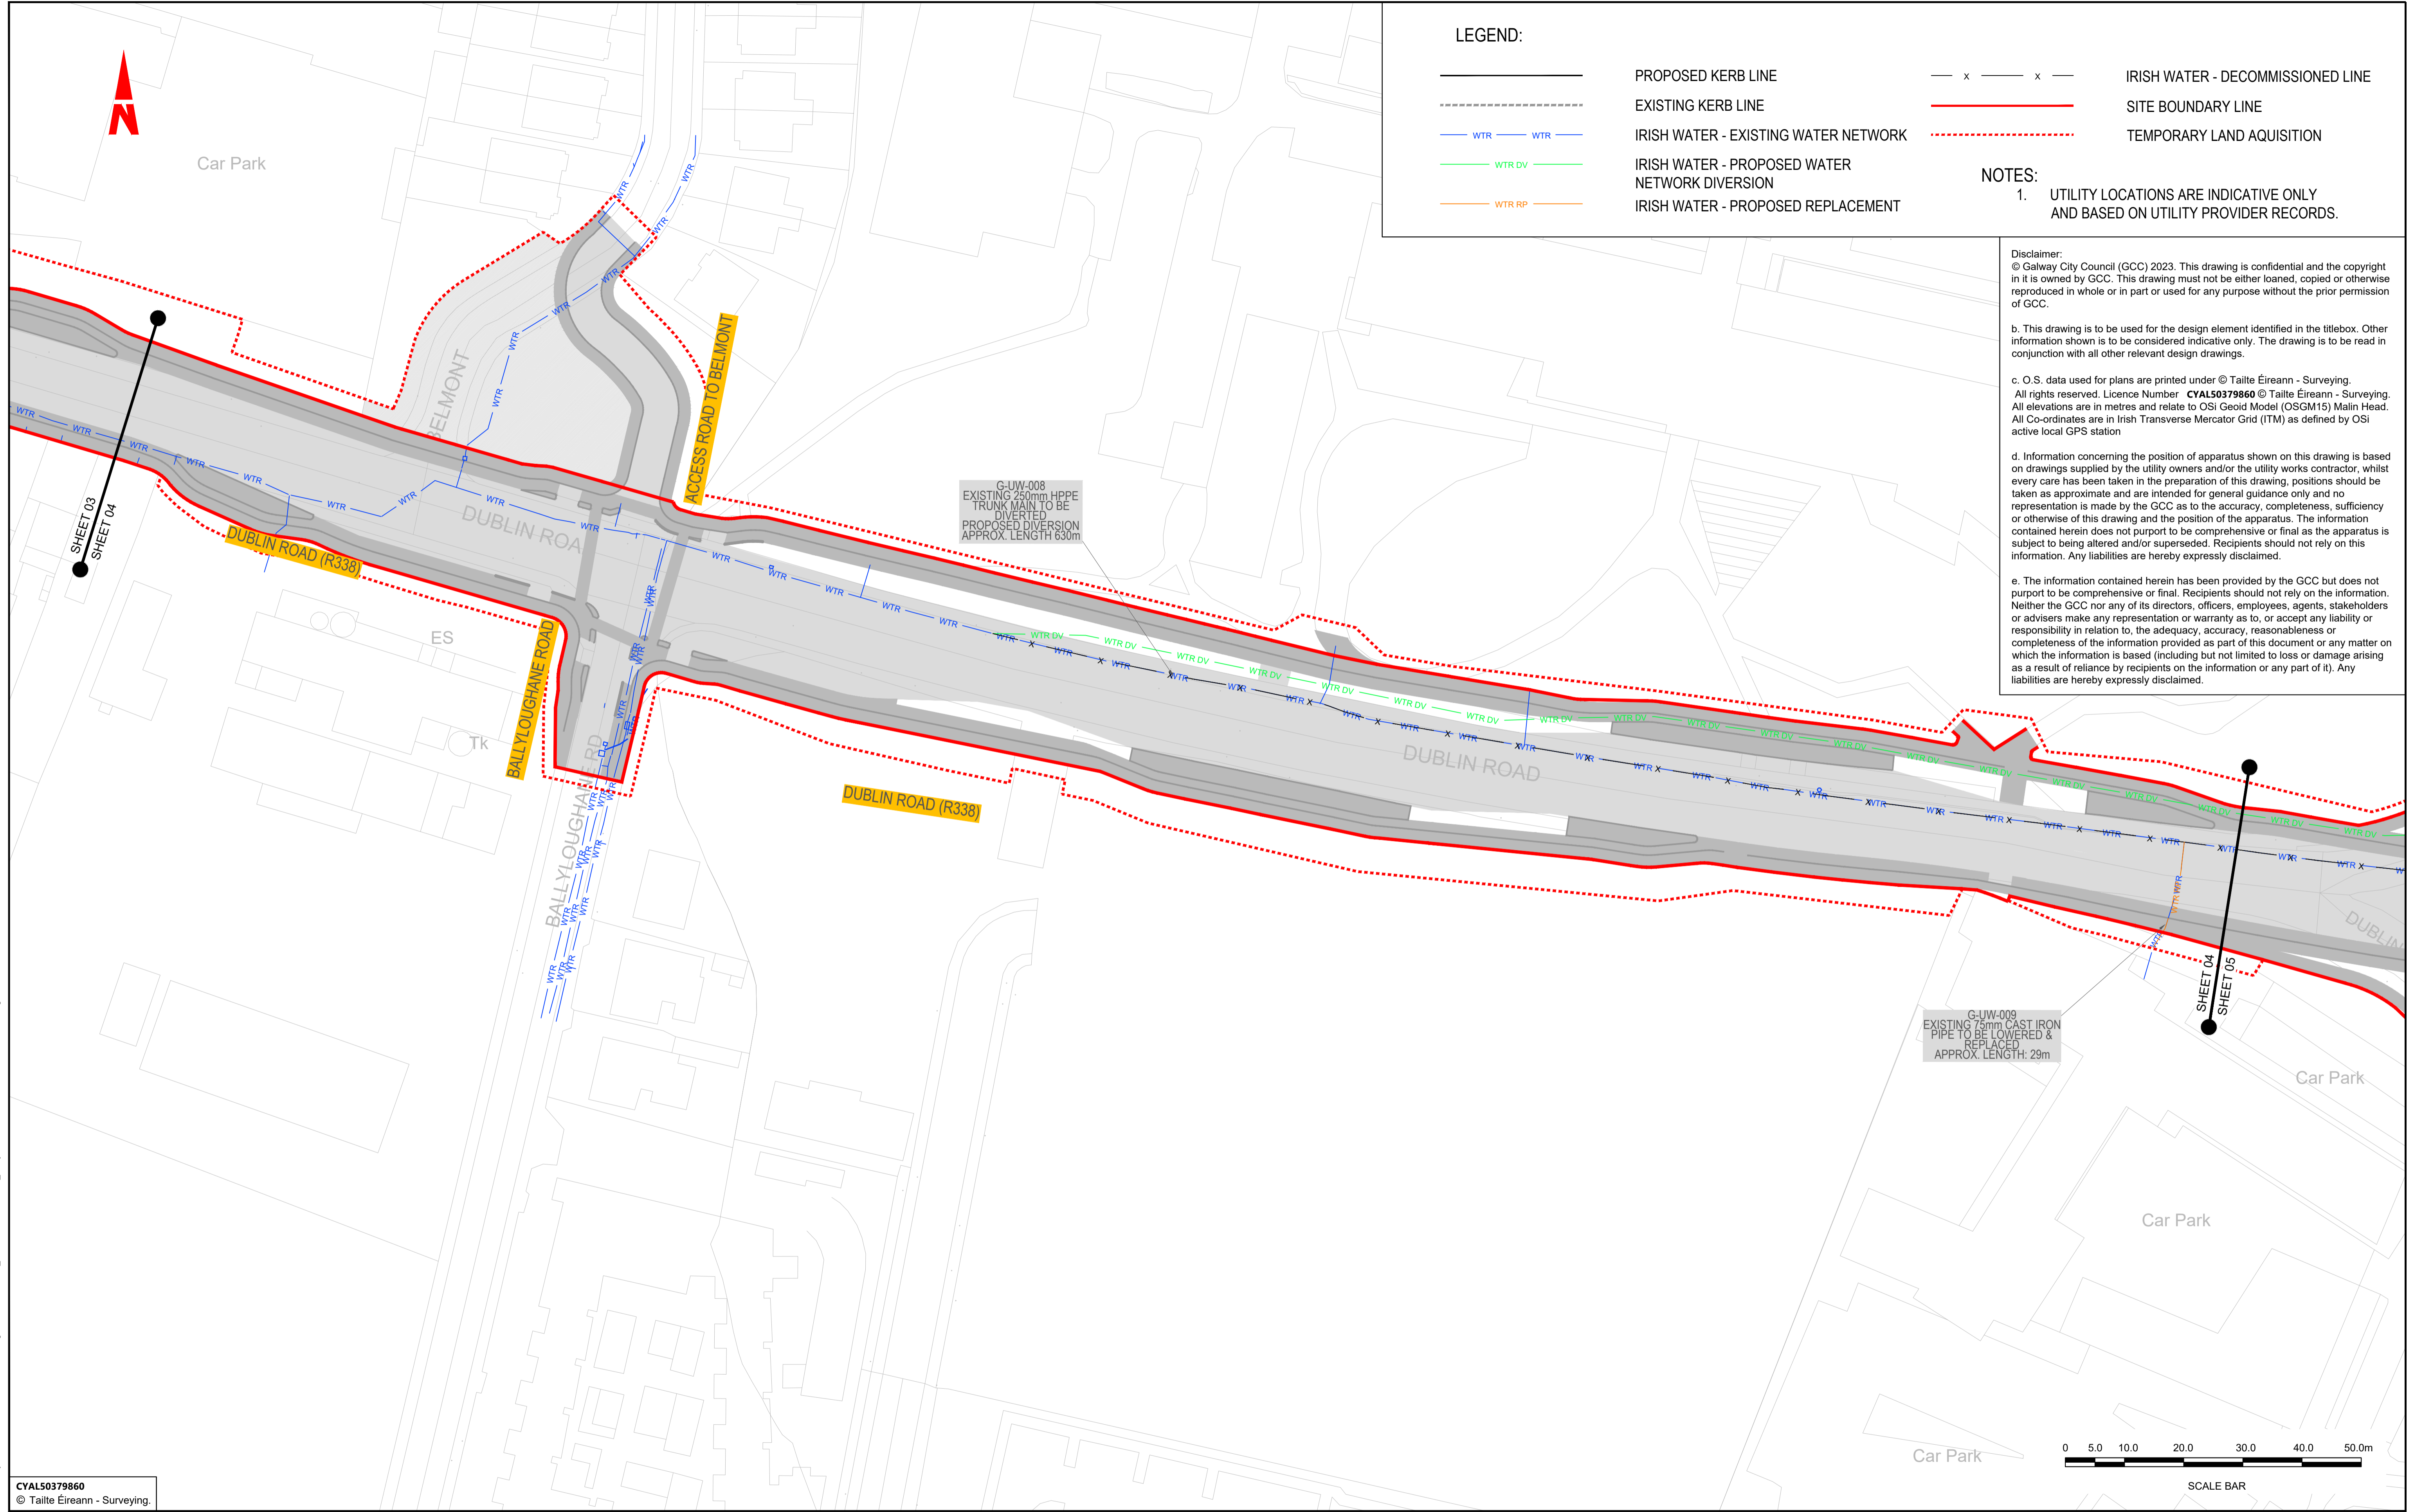 LEGEND:
PROPOSED KERB LINE
EXISTING KERB LINE
WTR WTR
IRISH WATER - EXISTING WATER NETWORK
WTR DV
IRISH WATER - PROPOSED WATER
NETWORK DIVERSION
WTR RP
IRISH WATER - PROPOSED REPLACEMENT
X X
IRISH WATER - DECOMMISSIONED LINE
SITE BOUNDARY LINE
TEMPORARY LAND AQUISITION
NOTES:
1. UTILITY LOCATIONS ARE INDICATIVE ONLY
AND BASED ON UTILITY PROVIDER RECORDS.
Disclaimer:
© Galway City Council (GCC) 2023. This drawing is confidential and the copyright
in it is owned by GCC. This drawing must not be either loaned, copied or otherwise
reproduced in whole or in part or used for any purpose without the prior permission
of GCC.
b. This drawing is to be used for the design element identified in the titlebox. Other
information shown is to be considered indicative only. The drawing is to be read in
conjunction with all other relevant design drawings.
c. O.S. data used for plans are printed under © Tailte Éireann - Surveying.
All rights reserved. Licence Number CYAL50379860 © Tailte Éireann - Surveying.
All elevations are in metres and relate to OSi Geoid Model (OSGM15) Malin Head.
All Co-ordinates are in Irish Transverse Mercator Grid (ITM) as defined by OSi
active local GPS station
d. Information concerning the position of apparatus shown on this drawing is based
on drawings supplied by the utility owners and/or the utility works contractor, whilst
every care has been taken in the preparation of this drawing, positions should be
taken as approximate and are intended for general guidance only and no
representation is made by the GCC as to the accuracy, completeness, sufficiency
or otherwise of this drawing and the position of the apparatus. The information
contained herein does not purport to be comprehensive or final as the apparatus is
subject to being altered and/or superseded. Recipients should not rely on this
information. Any liabilities are hereby expressly disclaimed.
e. The information contained herein has been provided by the GCC but does not
purport to be comprehensive or final. Recipients should not rely on the information.
Neither the GCC nor any of its directors, officers, employees, agents, stakeholders
or advisers make any representation or warranty as to, or accept any liability or
responsibility in relation to, the adequacy, accuracy, reasonableness or
completeness of the information provided as part of this document or any matter on
which the information is based (including but not limited to loss or damage arising
as a result of reliance by recipients on the information or any part of it). Any
liabilities are hereby expressly disclaimed.
N
Car Park
BELMONT
ACCESS ROAD TO BELMONT
SHEET 03
SHEET 04
DUBLIN ROAD (R338)
DUBLIN ROA
G-UW-008
EXISTING 250mm HPPE
TRUNK MAIN TO BE
DIVERTED
PROPOSED DIVERSION
APPROX. LENGTH 630m
ES
Tk
BALLYLOUGHANE ROAD
BALLYLOUGHANE RD
DUBLIN ROAD (R338)
DUBLIN ROAD
DUBLIN
SHEET 04
SHEET 05
G-UW-009
EXISTING 75mm CAST IRON
PIPE TO BE LOWERED &
REPLACED
APPROX. LENGTH: 29m
Car Park
Car Park
Car Park
0 5.0 10.0 20.0 30.0 40.0 50.0m
SCALE BAR
CYAL50379860
© Tailte Éireann - Surveying.